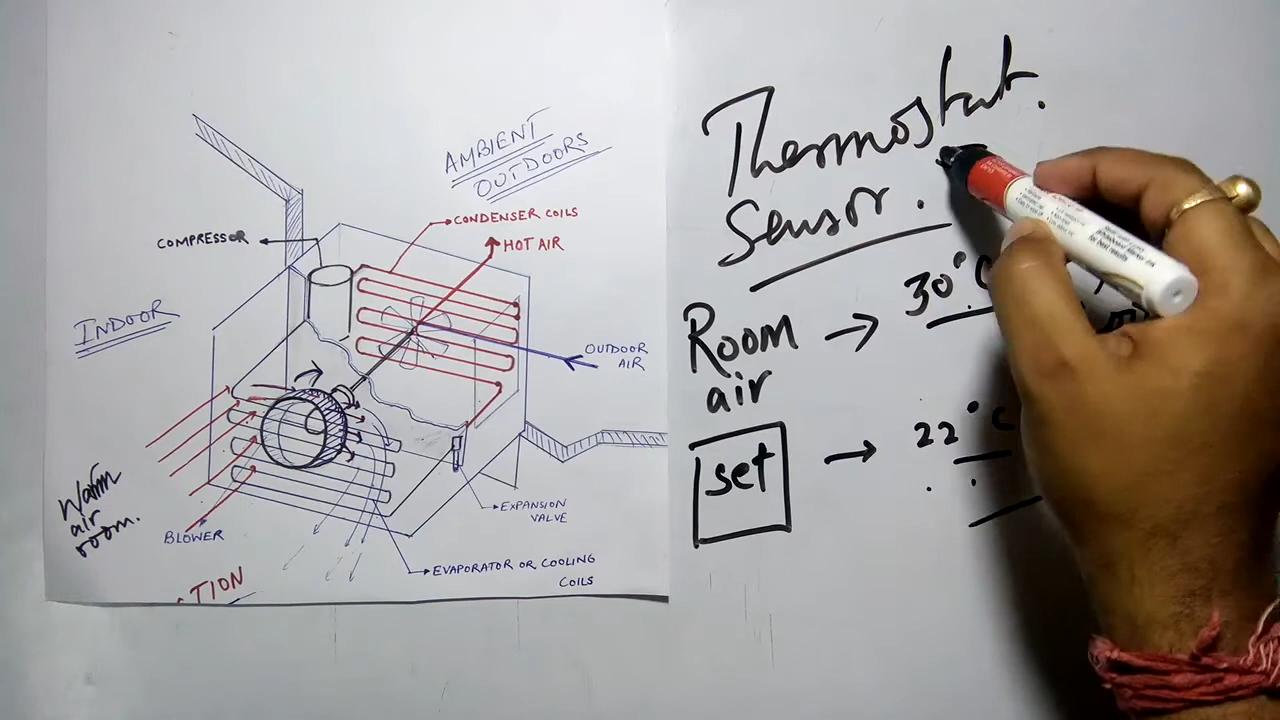 AMBIENT
OUTDOORS
CONDENSER COILS
COMPRESSOR
HOT AIR
INDOOR
OUTDOOR
AIR
Warm
air
room.
BLOWER
EXPANSION
VALVE
EVAPORATOR OR COOLING
COILS
TION
Thermostat.
Sensor.
Room
air → 30°C
set → 22°C